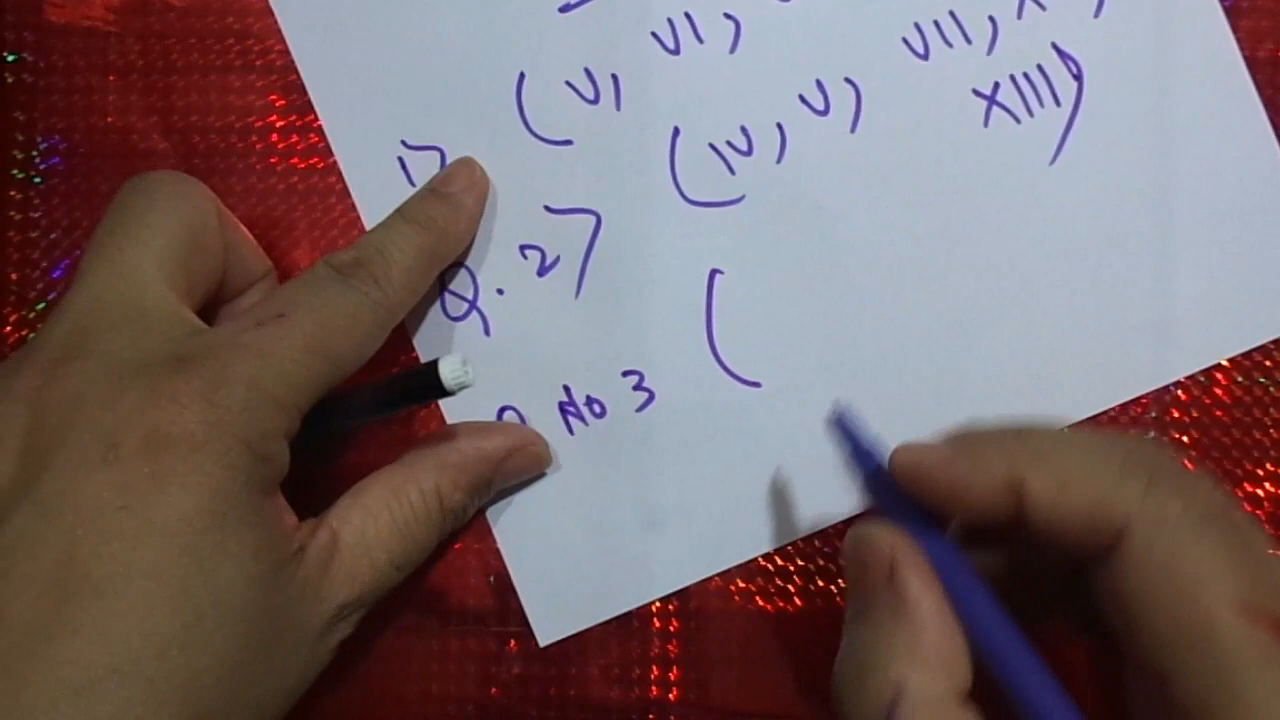 VI, VII, X
(VI
(IV, V, XIII)
Q. 2>
Q No 3 (